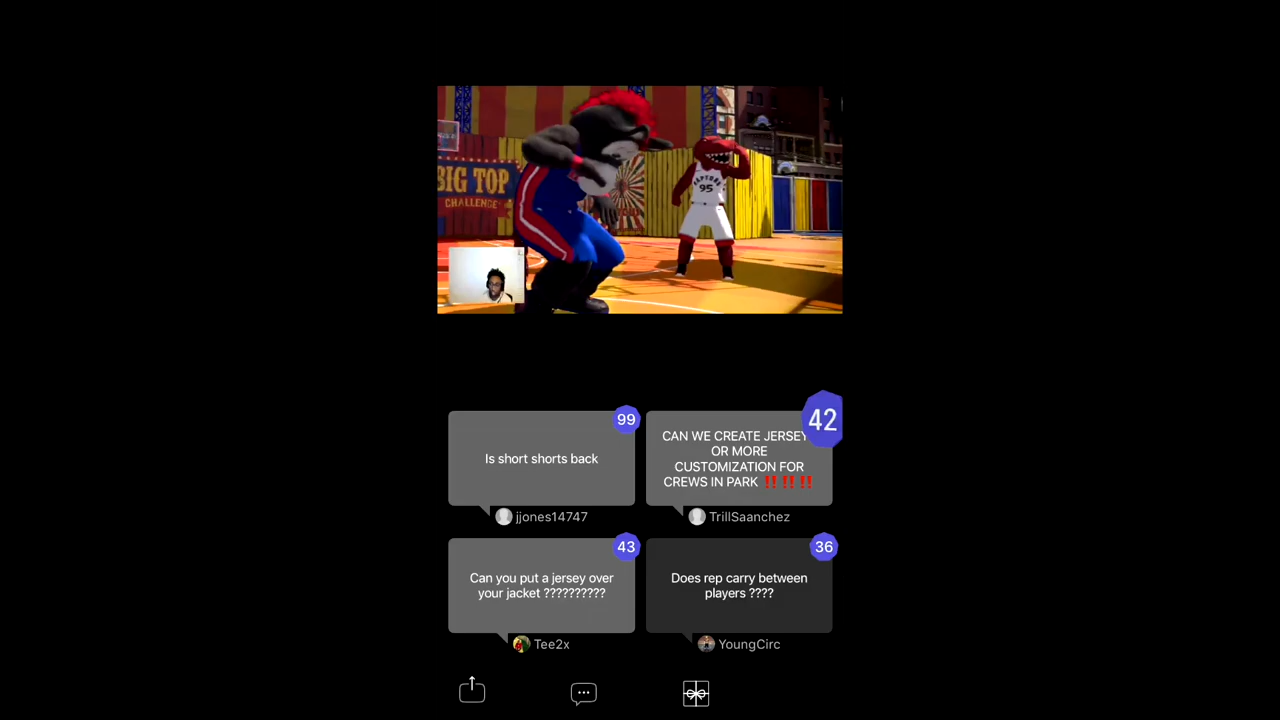 BIG TOP
CHALLENGE
RAPTORS
95
99
Is short shorts back
jjones14747
42
CAN WE CREATE JERSEY
OR MORE
CUSTOMIZATION FOR
CREWS IN PARK ‼️ ‼️ ‼️
TrillSaanchez
43
Can you put a jersey over
your jacket ??????????
Tee2x
36
Does rep carry between
players ????
YoungCirc